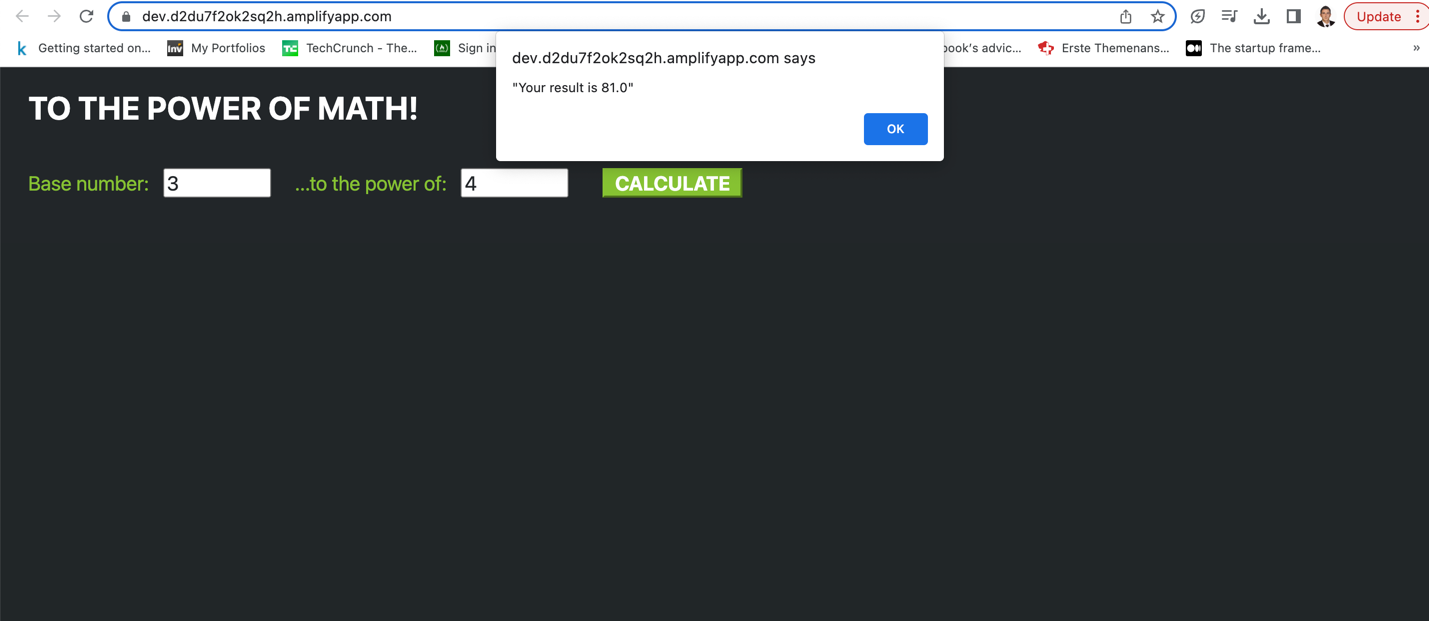 dev.d2du7f2ok2sq2h.amplifyapp.com
Update
k Getting started on... Inv My Portfolios TC TechCrunch - The... Sign in book's advic... Erste Themenans... The startup frame... »
dev.d2du7f2ok2sq2h.amplifyapp.com says
"Your result is 81.0"
OK
TO THE POWER OF MATH!
Base number: 3 ...to the power of: 4 CALCULATE